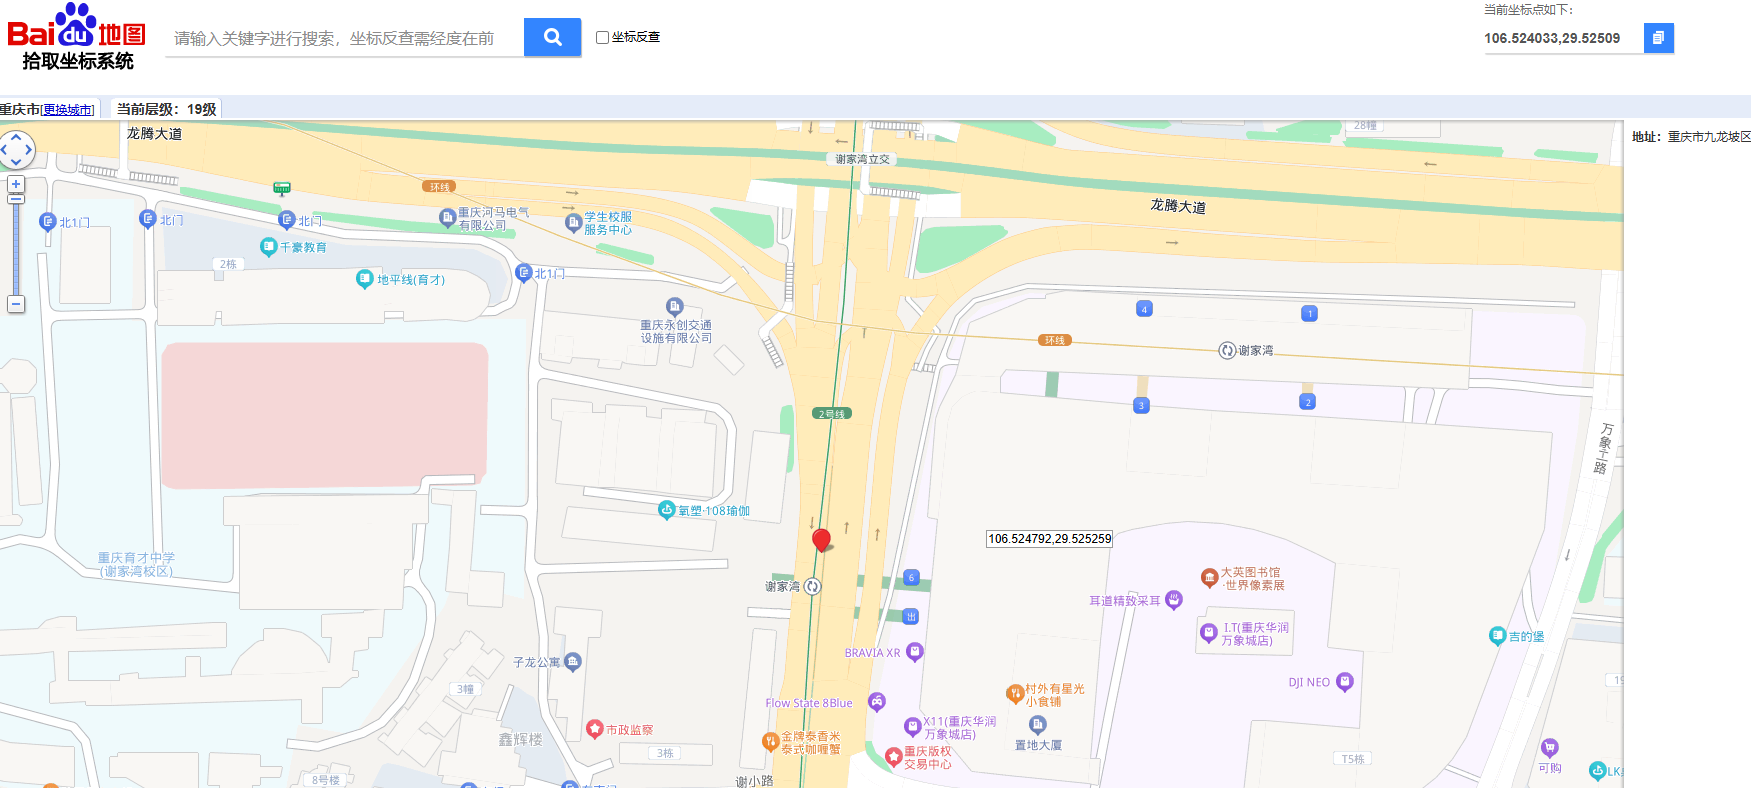 Bai du 地图
拾取坐标系统
请输入关键字进行搜索，坐标反查需经度在前
坐标反查
当前坐标点如下：
106.524033,29.52509
重庆市[更换城市]
当前层级：19级
地址：重庆市九龙坡区
龙腾大道
28幢
谢家湾立交
环线
龙腾大道
北1门
北门
北门
重庆河马电气
有限公司
学生校服
服务中心
千豪教育
2栋
地平线(育才)
北1门
重庆永创交通
设施有限公司
4
1
环线
谢家湾
3
2
2号线
万象二路
氧塑·108瑜伽
106.524792,29.525259
重庆育才中学
(谢家湾校区)
谢家湾
6
出
大英图书馆
·世界像素展
耳道精致采耳
I.T(重庆华润
万象城店)
吉的堡
BRAVIA XR
子龙公寓
3幢
DJI NEO
村外有星光
小食铺
Flow State 8Blue
X11(重庆华润
万象城店)
置地大厦
市政监察
鑫辉楼
3栋
金牌泰香米
泰式咖喱蟹
重庆版权
交易中心
T5栋
可购
8号楼
谢小路
LK
19